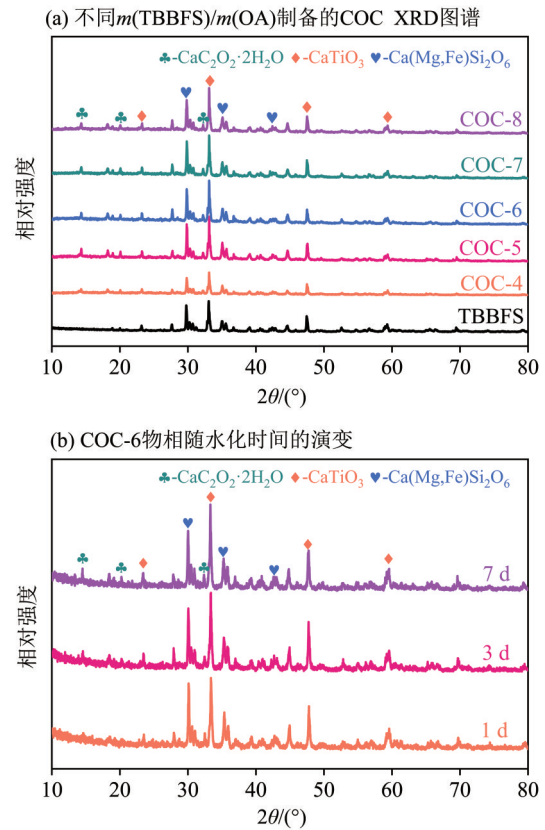 (a) 不同m(TBBFS)/m(OA)制备的COC XRD图谱
♣-CaC₂O₂·2H₂O ♦-CaTiO₃ ♥-Ca(Mg,Fe)Si₂O₆
COC-8
COC-7
COC-6
COC-5
COC-4
TBBFS
相对强度
10 20 30 40 50 60 70 80
2θ/(°)
(b) COC-6物相随水化时间的演变
♣-CaC₂O₂·2H₂O ♦-CaTiO₃ ♥-Ca(Mg,Fe)Si₂O₆
7 d
3 d
1 d
相对强度
10 20 30 40 50 60 70 80
2θ/(°)